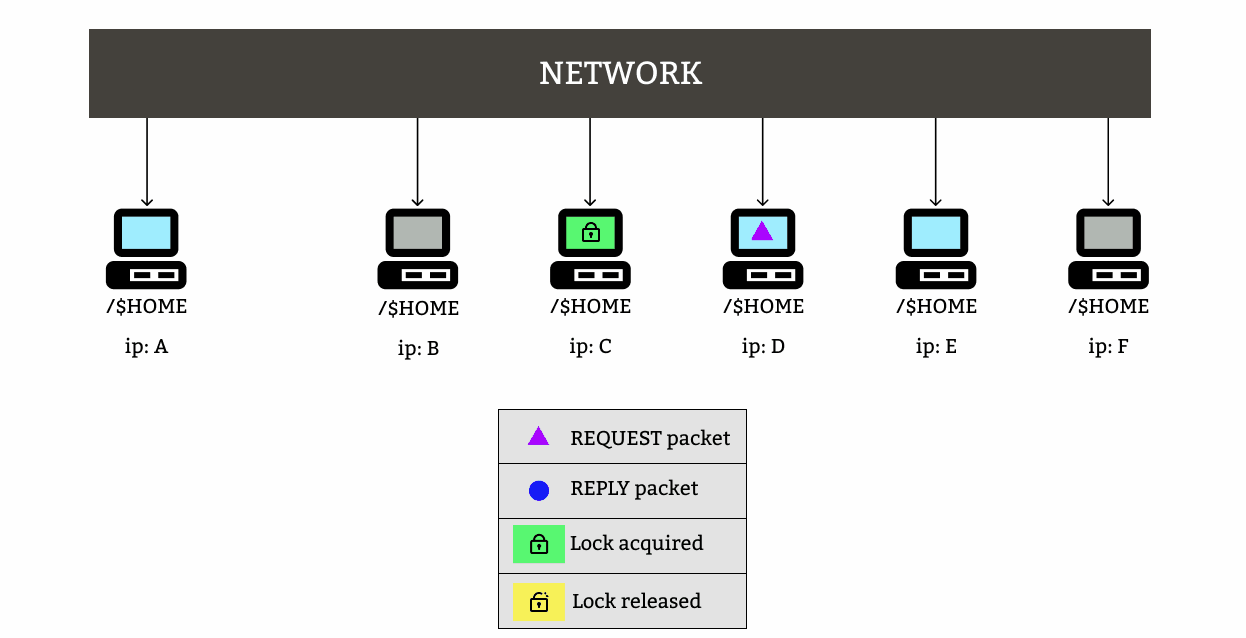 NETWORK
/$HOME
/$HOME
/$HOME
/$HOME
/$HOME
/$HOME
ip: A
ip: B
ip: C
ip: D
ip: E
ip: F
REQUEST packet
REPLY packet
Lock acquired
Lock released